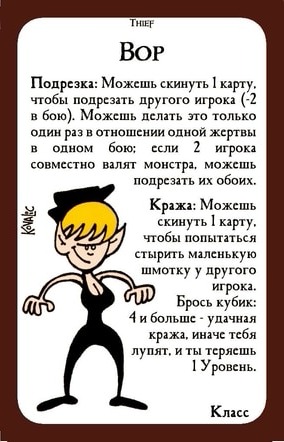 Thief
Вор
Подрезка: Можешь скинуть 1 карту,
чтобы подрезать другого игрока (-2
в бою). Можешь делать это только
один раз в отношении одной жертвы
в одном бою; если 2 игрока
совместно валят монстра, можешь
подрезать их обоих.
Кража: Можешь
скинуть 1 карту,
чтобы попытаться
стырить маленькую
шмотку у другого
игрока.
Брось кубик:
4 и больше - удачная
кража, иначе тебя
лупят, и ты теряешь
1 Уровень.
Kovalic
Класс